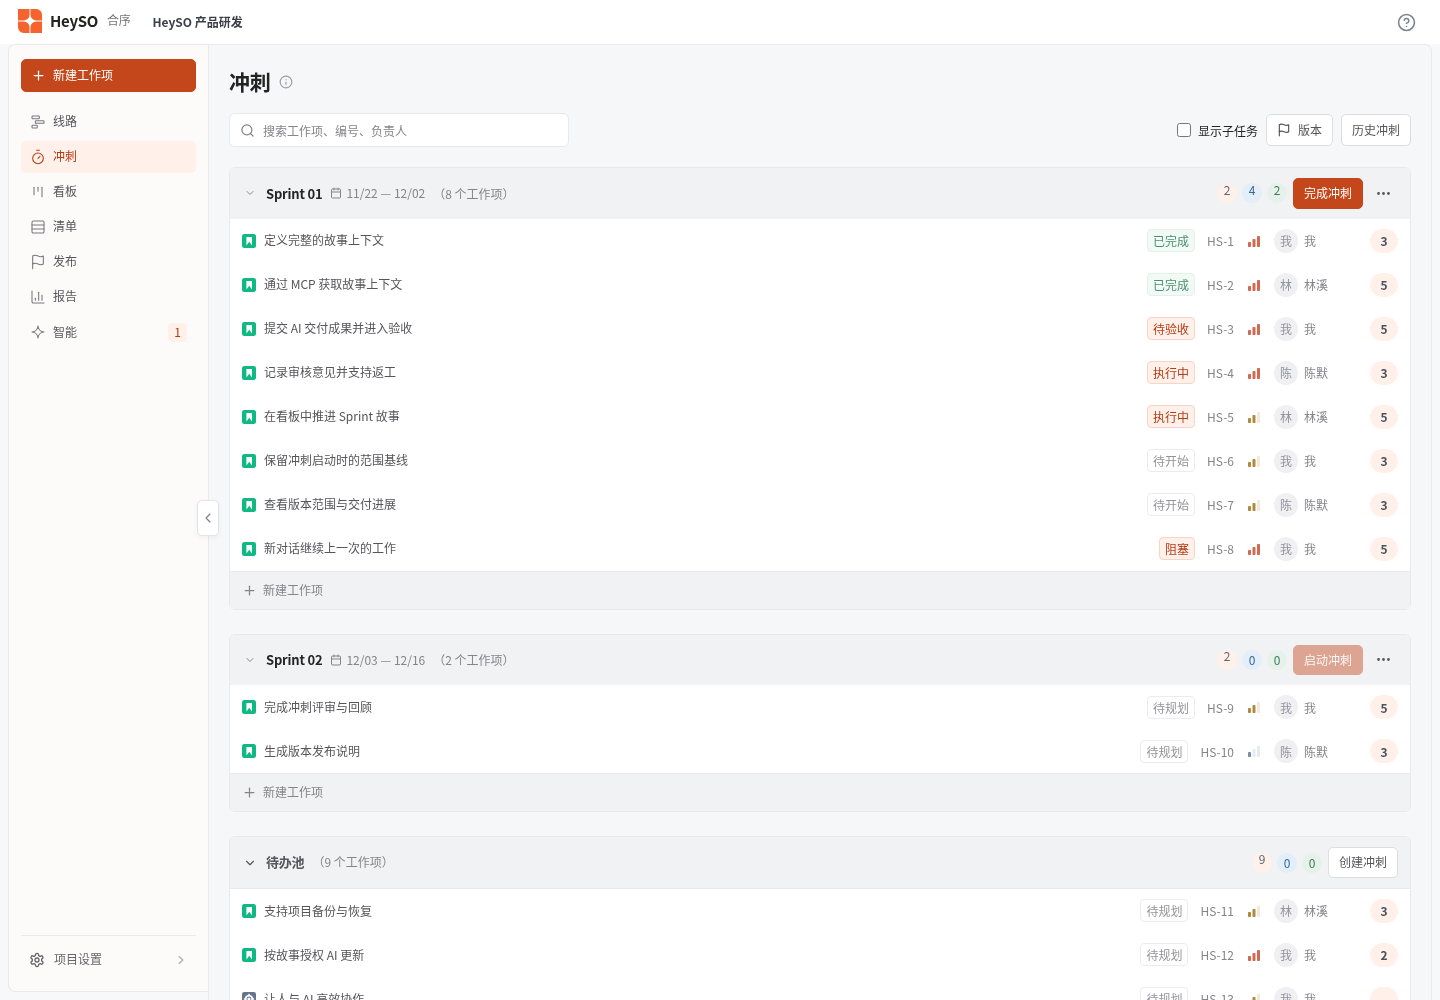 HeySO 合序 HeySO 产品研发
新建工作项
线路
冲刺
看板
清单
发布
报告
智能 1
项目设置
冲刺
搜索工作项、编号、负责人
显示子任务 版本 历史冲刺
Sprint 01 11/22 — 12/02 （8 个工作项） 2 4 2 完成冲刺
定义完整的故事上下文 已完成 HS-1 我 我 3
通过 MCP 获取故事上下文 已完成 HS-2 林 林溪 5
提交 AI 交付成果并进入验收 待验收 HS-3 我 我 5
记录审核意见并支持返工 执行中 HS-4 陈 陈默 3
在看板中推进 Sprint 故事 执行中 HS-5 林 林溪 5
保留冲刺启动时的范围基线 待开始 HS-6 我 我 3
查看版本范围与交付进展 待开始 HS-7 陈 陈默 3
新对话继续上一次的工作 阻塞 HS-8 我 我 5
新建工作项
Sprint 02 12/03 — 12/16 （2 个工作项） 2 0 0 启动冲刺
完成冲刺评审与回顾 待规划 HS-9 我 我 5
生成版本发布说明 待规划 HS-10 陈 陈默 3
新建工作项
待办池 （9 个工作项） 9 0 0 创建冲刺
支持项目备份与恢复 待规划 HS-11 林 林溪 3
按故事授权 AI 更新 待规划 HS-12 我 我 2
让人与 AI 高效协作 待规划 HS-13 我 我